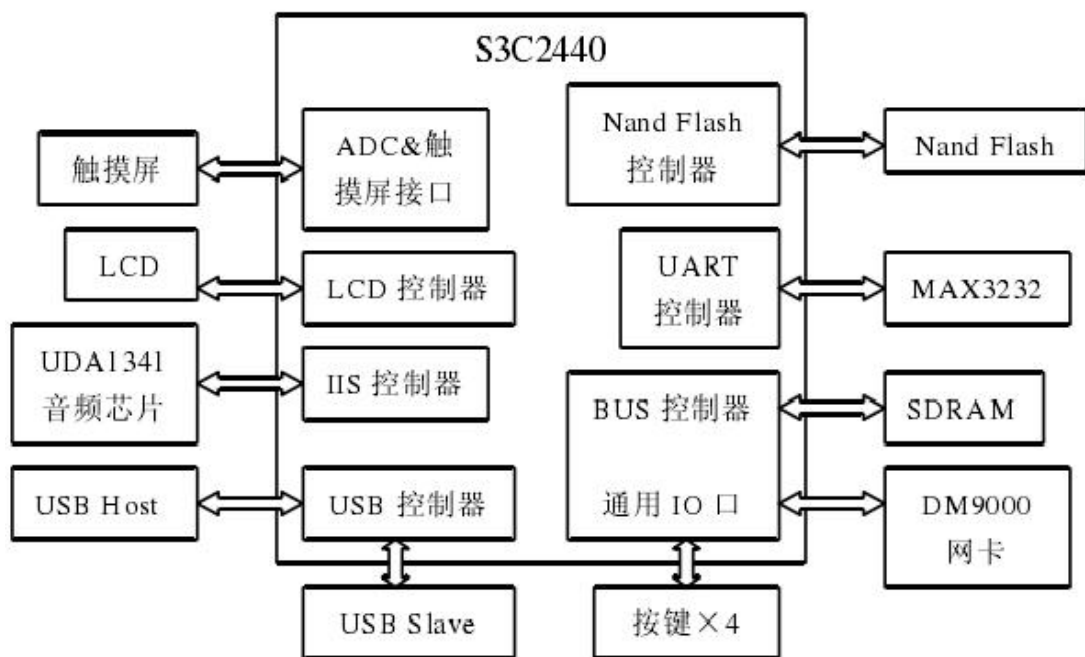 S3C2440
触摸屏
ADC&触
摸屏接口
Nand Flash
控制器
Nand Flash
LCD
LCD 控制器
UART
控制器
MAX3232
UDA1341
音频芯片
IIS 控制器
BUS 控制器
SDRAM
USB Host
USB 控制器
通用 IO 口
DM9000
网卡
USB Slave
按键×4